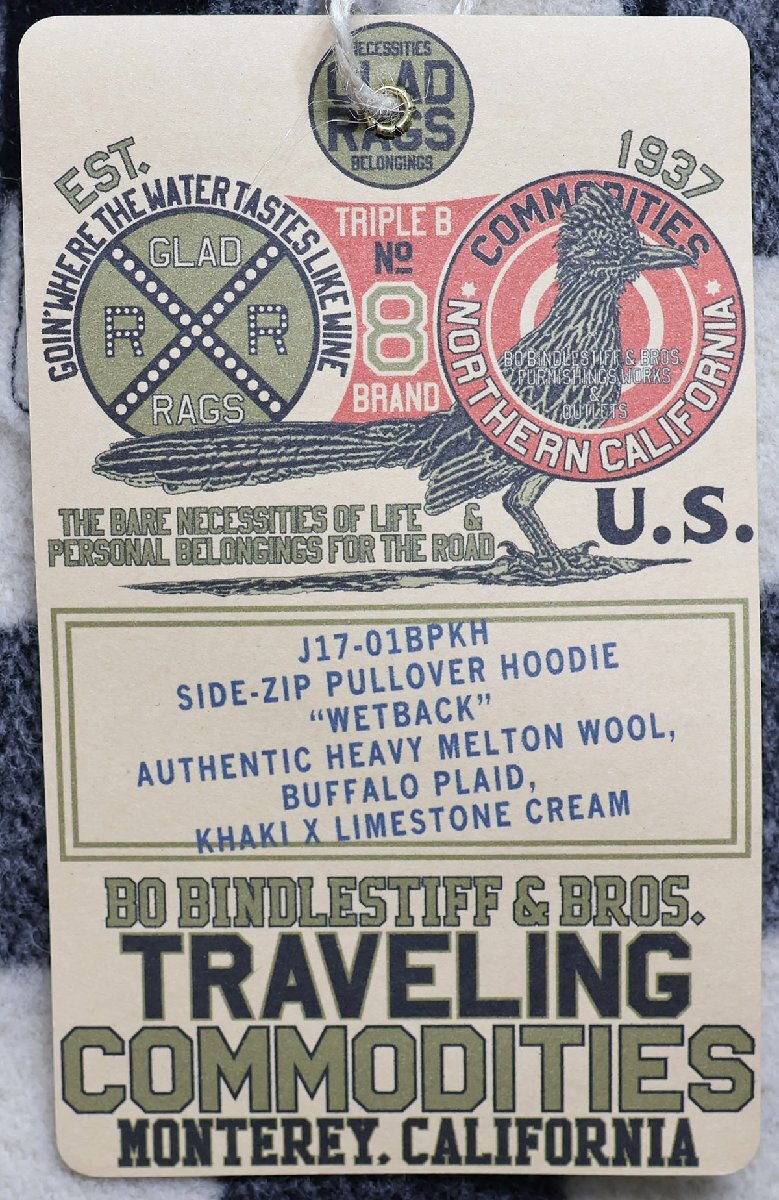 NECESSITIES
GLAD
RAGS
BELONGINGS
EST.
1937
GOIN' WHERE THE WATER TASTES LIKE WINE
GLAD
R R
RAGS
TRIPLE B
Nº
8
BRAND
COMMODITIES
NORTHERN CALIFORNIA
BO BINDLESTIFF & BROS.
FURNISHINGS WORKS
&
OUTLETS
U.S.
THE BARE NECESSITIES OF LIFE &
PERSONAL BELONGINGS FOR THE ROAD
J17-01BPKH
SIDE-ZIP PULLOVER HOODIE
“WETBACK”
AUTHENTIC HEAVY MELTON WOOL,
BUFFALO PLAID,
KHAKI X LIMESTONE CREAM
BO BINDLESTIFF & BROS.
TRAVELING
COMMODITIES
MONTEREY, CALIFORNIA